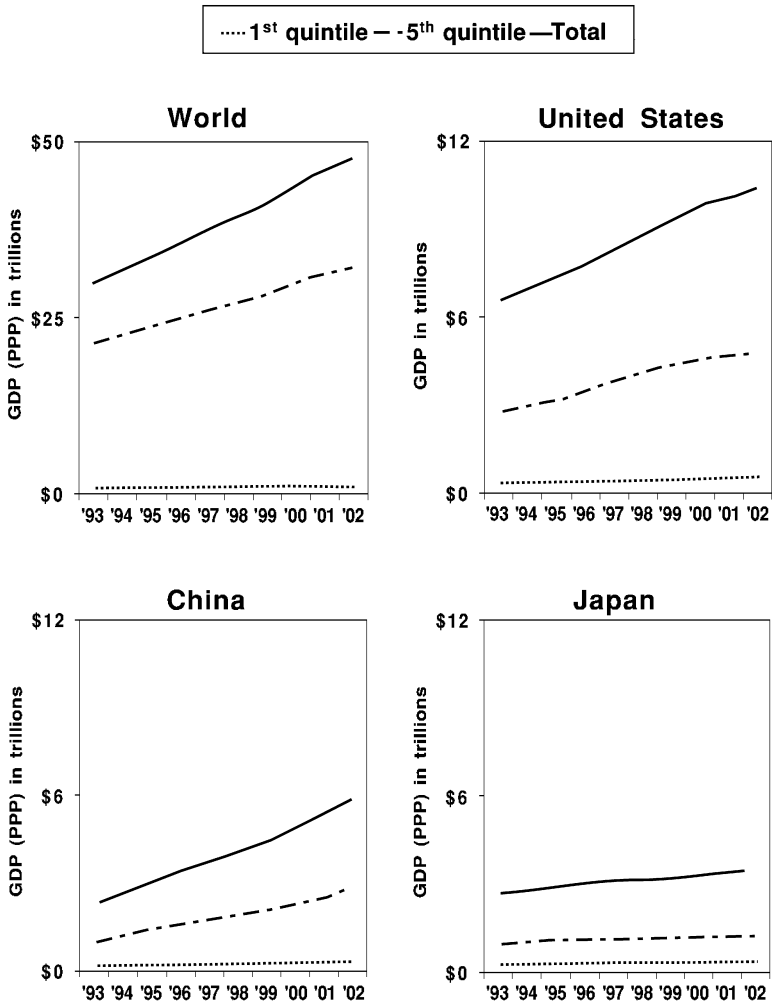 1st quintile 5th quintile Total
World
$50
$25
$0
GDP (PPP) in trillions
'93 '94 '95 '96 '97 '98 '99 '00 '01 '02
United States
$12
$6
$0
GDP in trillions
'93 '94 '95 '96 '97 '98 '99 '00 '01 '02
China
$12
$6
$0
GDP (PPP) in trillions
'93 '94 '95 '96 '97 '98 '99 '00 '01 '02
Japan
$12
$6
$0
GDP (PPP) in trillions
'93 '94 '95 '96 '97 '98 '99 '00 '01 '02